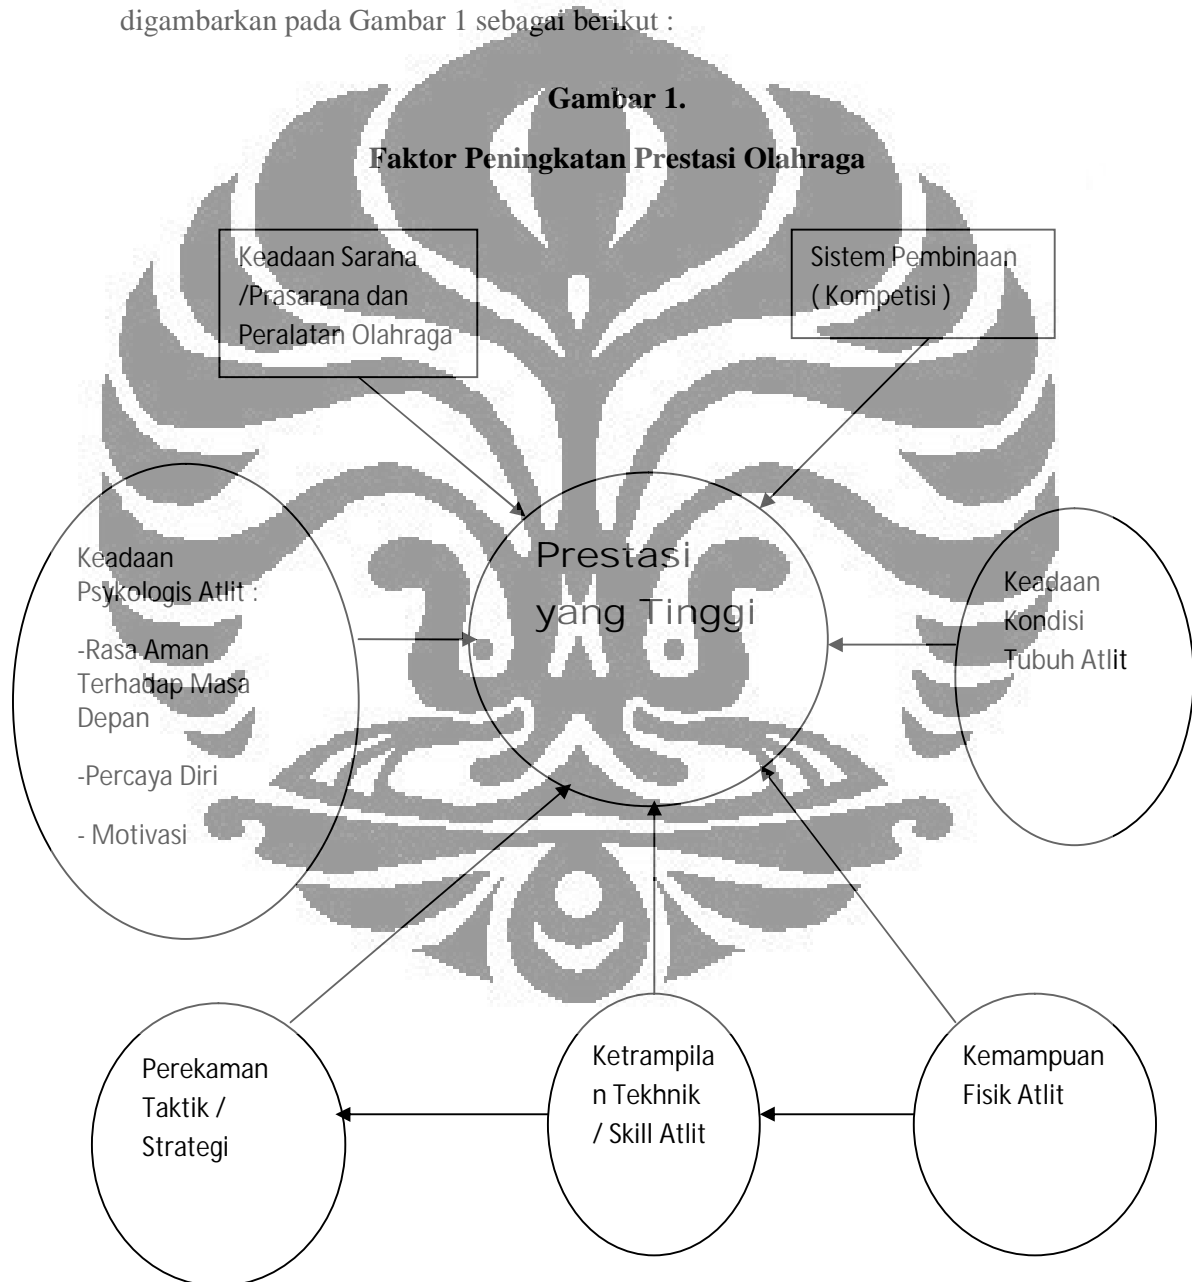 digambarkan pada Gambar 1 sebagai berikut :
Gambar 1.
Faktor Peningkatan Prestasi Olahraga
Keadaan Sarana
/Prasarana dan
Peralatan Olahraga
Sistem Pembinaan
( Kompetisi )
Prestasi
yang Tinggi
Keadaan
Psykologis Atlit :
-Rasa Aman
Terhadap Masa
Depan
-Percaya Diri
- Motivasi
Keadaan
Kondisi
Tubuh Atlit
Perekaman
Taktik /
Strategi
Ketrampila
n Tekhnik
/ Skill Atlit
Kemampuan
Fisik Atlit